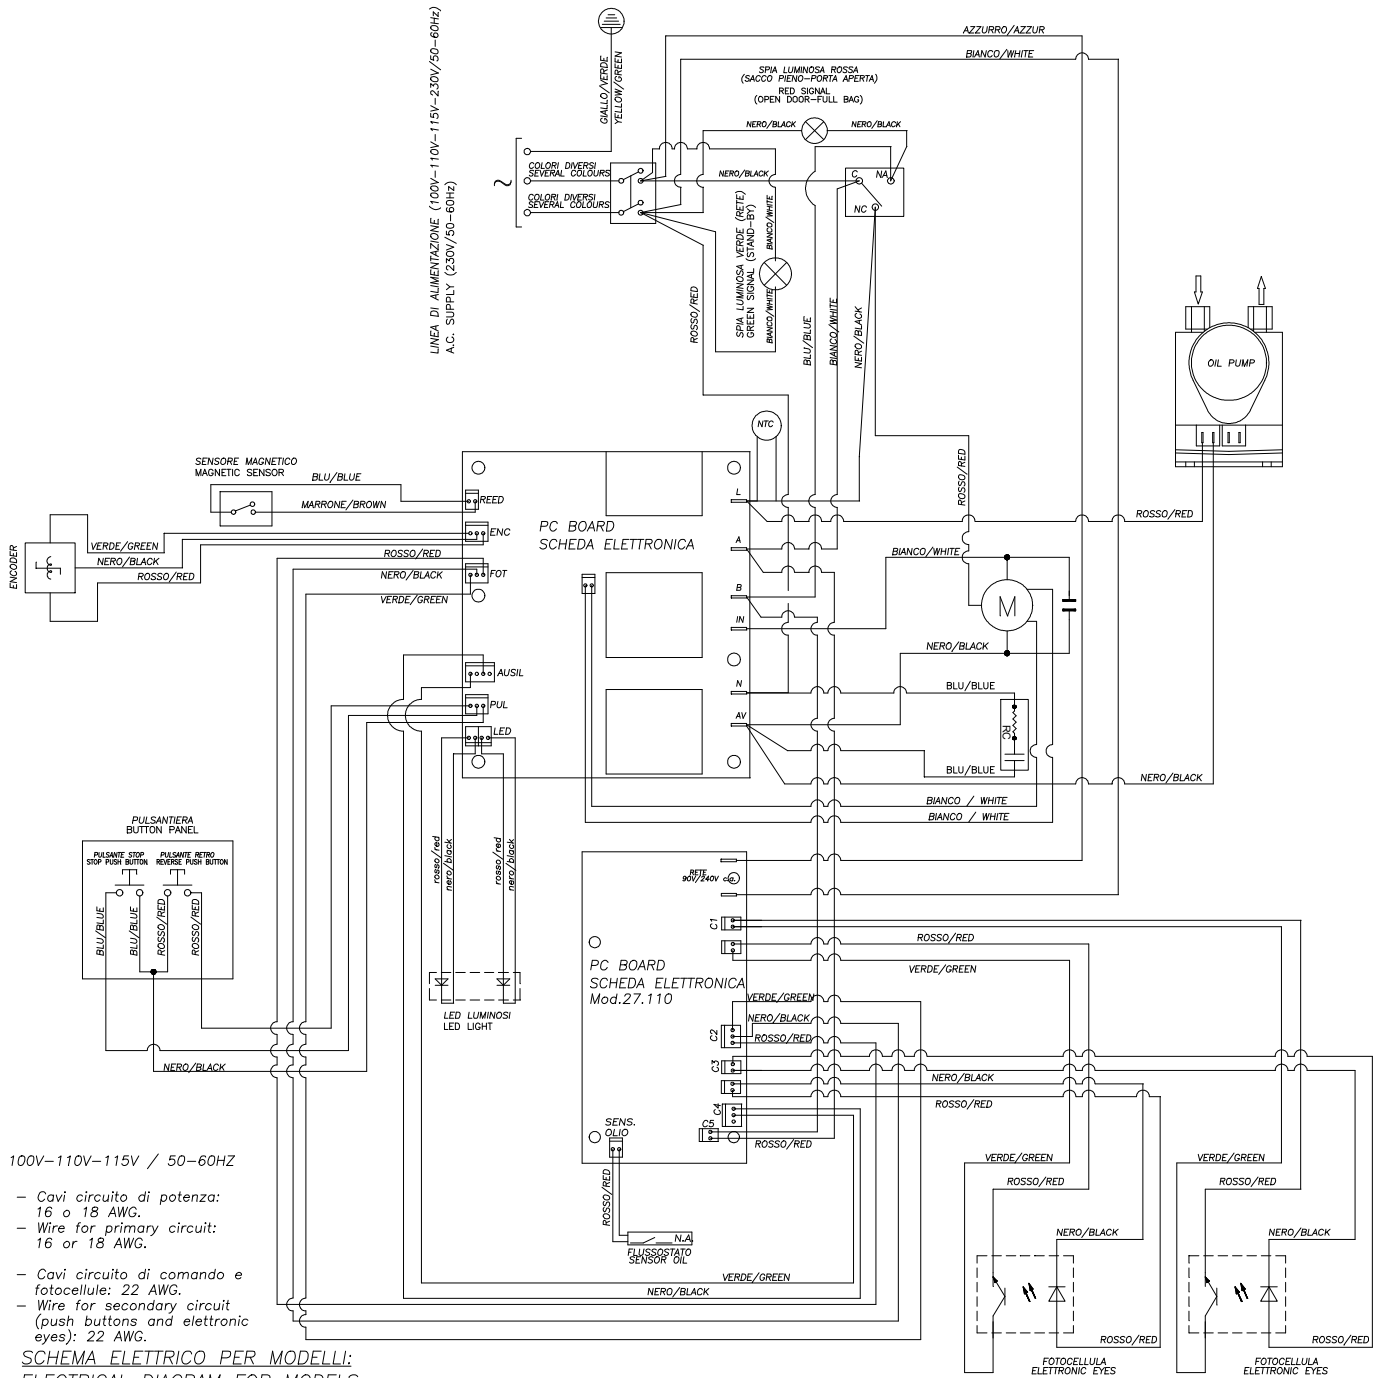 AZZURRO/AZZUR
BIANCO/WHITE
GIALLO/VERDE
YELLOW/GREEN
SPIA LUMINOSA ROSSA
(SACCO PIENO-PORTA APERTA)
RED SIGNAL
(OPEN DOOR-FULL BAG)
NERO/BLACK
NERO/BLACK
LINEA DI ALIMENTAZIONE (100V-110V-115V-230V/50-60Hz)
A.C. SUPPLY (230V/50-60Hz)
~
COLORI DIVERSI
SEVERAL COLOURS
COLORI DIVERSI
SEVERAL COLOURS
NERO/BLACK
C
NA
NC
SPIA LUMINOSA VERDE (RETE)
GREEN SIGNAL (STAND-BY)
BIANCO/WHITE
BIANCO/WHITE
ROSSO/RED
BLU/BLUE
BIANCO/WHITE
NERO/BLACK
OIL PUMP
NTC
SENSORE MAGNETICO
MAGNETIC SENSOR
BLU/BLUE
MARRONE/BROWN
REED
L
ROSSO/RED
ROSSO/RED
PC BOARD
SCHEDA ELETTRONICA
ENC
ENCODER
VERDE/GREEN
NERO/BLACK
ROSSO/RED
ROSSO/RED
NERO/BLACK
VERDE/GREEN
FOT
A
BIANCO/WHITE
B
IN
M
NERO/BLACK
AUSIL
N
BLU/BLUE
PUL
AV
LED
RC
BLU/BLUE
NERO/BLACK
BIANCO / WHITE
BIANCO / WHITE
PULSANTIERA
BUTTON PANEL
PULSANTE STOP
STOP PUSH BUTTON
PULSANTE RETRO
REVERSE PUSH BUTTON
BLU/BLUE
BLU/BLUE
ROSSO/RED
ROSSO/RED
rosso/red
nero/black
rosso/red
nero/black
RETE
90V/240V c.a.
C1
ROSSO/RED
VERDE/GREEN
PC BOARD
SCHEDA ELETTRONICA
Mod.27.110
VERDE/GREEN
LED LUMINOSI
LED LIGHT
NERO/BLACK
C2
ROSSO/RED
NERO/BLACK
C3
NERO/BLACK
ROSSO/RED
C4
SENS.
OLIO
C5
ROSSO/RED
ROSSO/RED
N.A.
FLUSSOSTATO
SENSOR OIL
VERDE/GREEN
NERO/BLACK
VERDE/GREEN
ROSSO/RED
NERO/BLACK
ROSSO/RED
FOTOCELLULA
ELETTRONIC EYES
VERDE/GREEN
ROSSO/RED
NERO/BLACK
ROSSO/RED
FOTOCELLULA
ELETTRONIC EYES
100V-110V-115V / 50-60HZ
- Cavi circuito di potenza:
16 o 18 AWG.
- Wire for primary circuit:
16 or 18 AWG.
- Cavi circuito di comando e
fotocellule: 22 AWG.
- Wire for secondary circuit
(push buttons and elettronic
eyes): 22 AWG.
SCHEMA ELETTRICO PER MODELLI:
ELECTRICAL DIAGRAM FOR MODELS